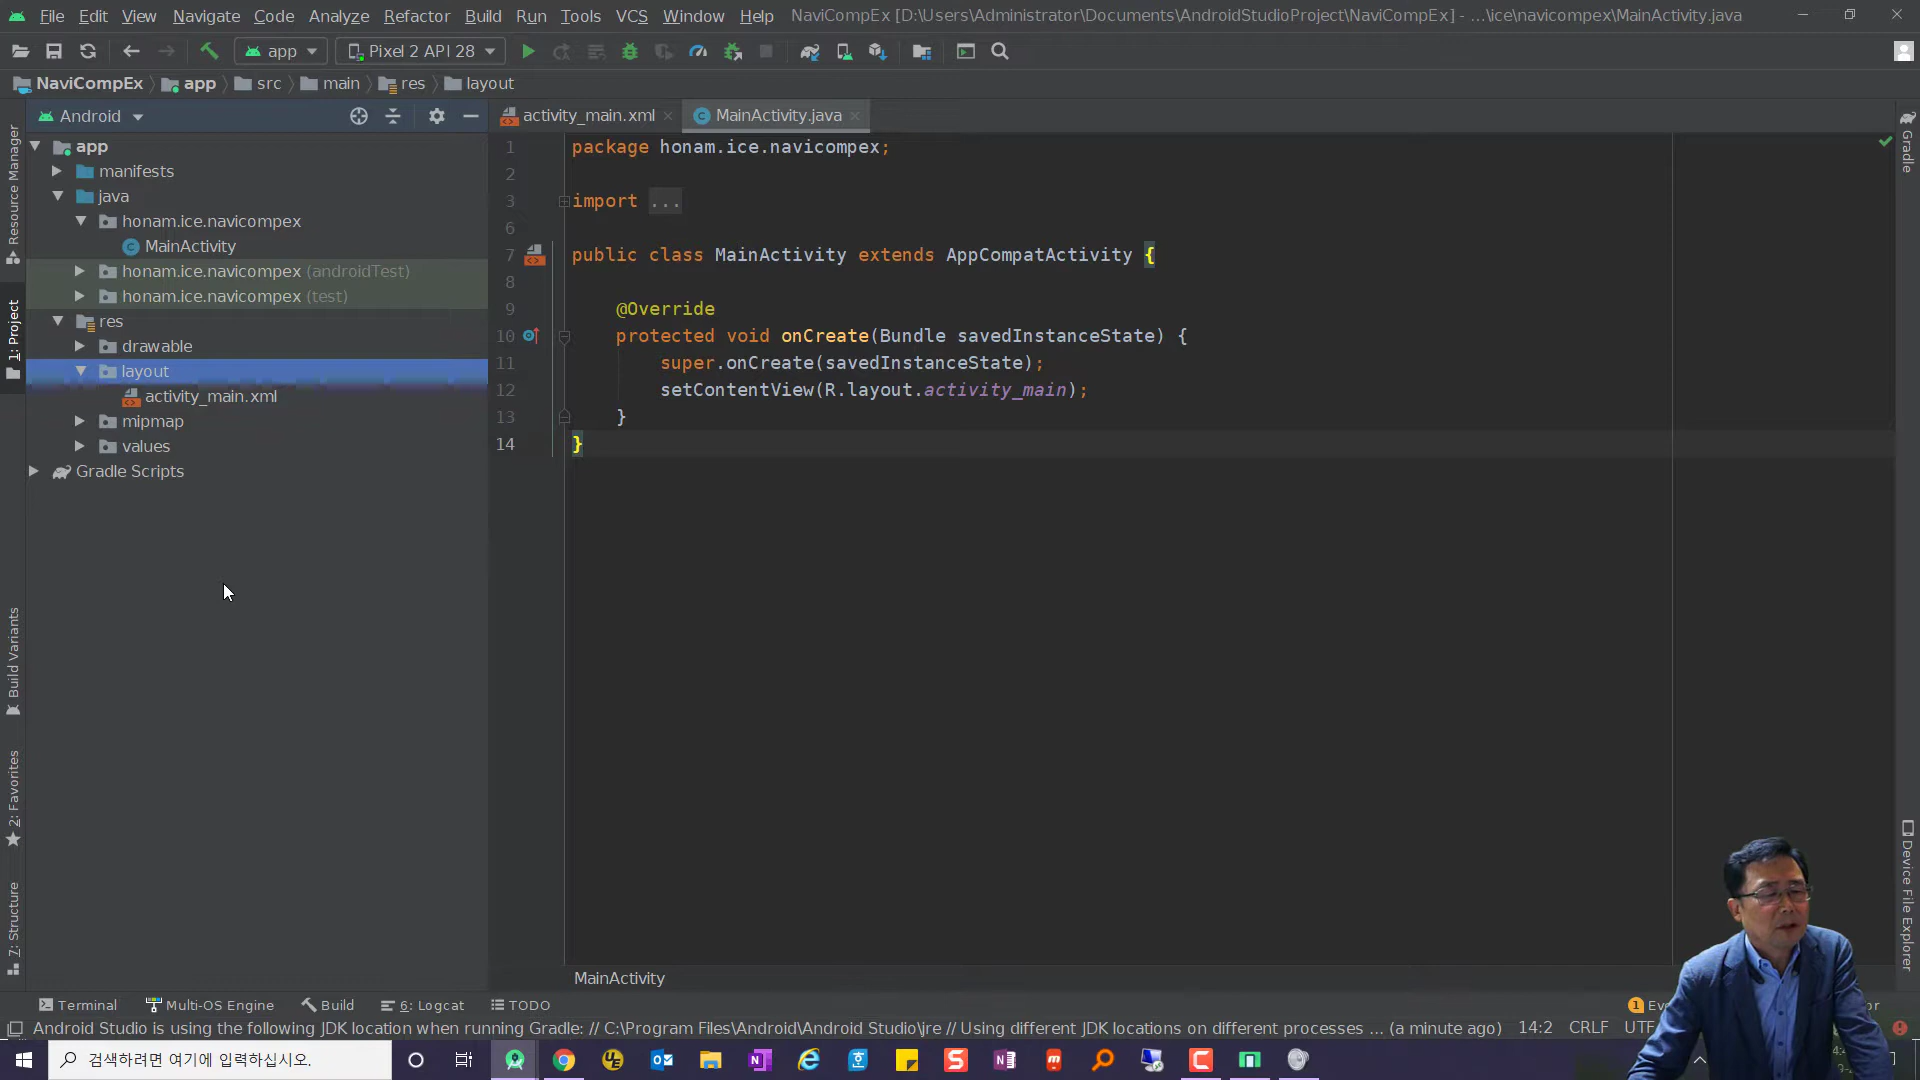 File Edit View Navigate Code Analyze Refactor Build Run Tools VCS Window Help NaviCompEx [D:\Users\Administrator\Documents\AndroidStudioProject\NaviCompEx] - ...\ice\navicompex\MainActivity.java
app Pixel 2 API 28
NaviCompEx app src main res layout
Android
activity_main.xml
MainActivity.java
Resource Manager
1: Project
Build Variants
2: Favorites
7: Structure
app
manifests
java
honam.ice.navicompex
MainActivity
honam.ice.navicompex (androidTest)
honam.ice.navicompex (test)
res
drawable
layout
activity_main.xml
mipmap
values
Gradle Scripts
1 package honam.ice.navicompex;
2
3 import ...
6
7 public class MainActivity extends AppCompatActivity {
8
9 @Override
10 protected void onCreate(Bundle savedInstanceState) {
11 super.onCreate(savedInstanceState);
12 setContentView(R.layout.activity_main);
13 }
14 }
Gradle
Device File Explorer
MainActivity
Terminal Multi-OS Engine Build 6: Logcat TODO
Android Studio is using the following JDK location when running Gradle: // C:\Program Files\Android\Android Studio\jre // Using different JDK locations on different processes ... (a minute ago) 14:2 CRLF
검색하려면 여기에 입력하십시오.